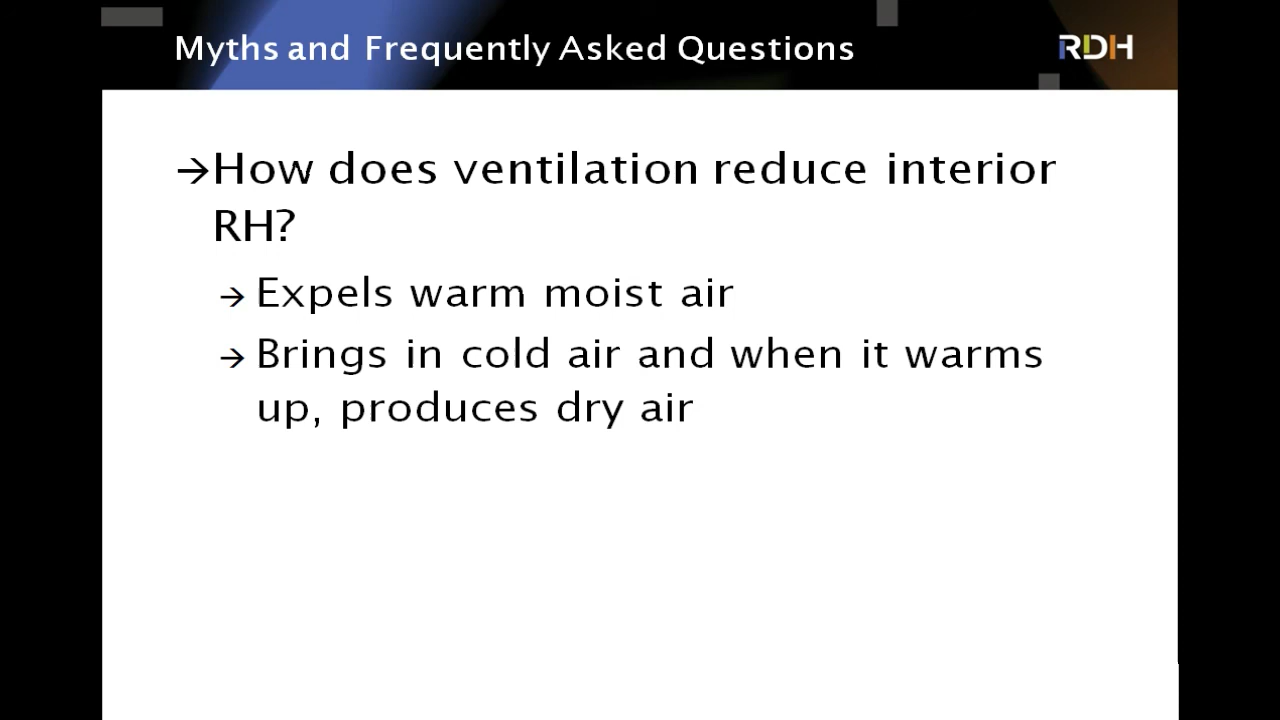 Myths and Frequently Asked Questions
RDH
→How does ventilation reduce interior
RH?
→ Expels warm moist air
→ Brings in cold air and when it warms
up, produces dry air